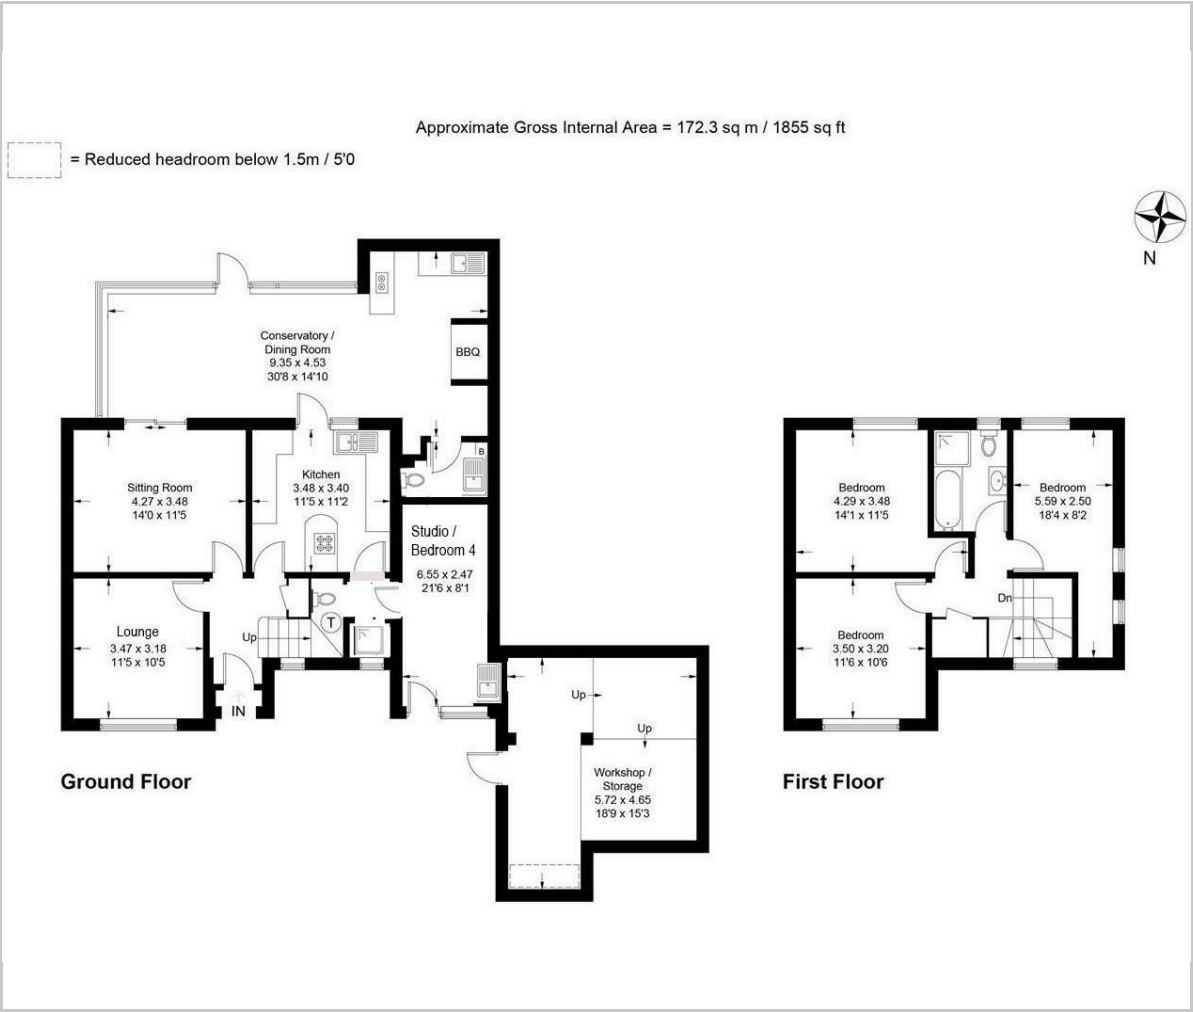 Approximate Gross Internal Area = 172.3 sq m / 1855 sq ft
= Reduced headroom below 1.5m / 5'0
N
Conservatory /
Dining Room
9.35 x 4.53
30'8 x 14'10
BBQ
B
Sitting Room
4.27 x 3.48
14'0 x 11'5
Kitchen
3.48 x 3.40
11'5 x 11'2
Studio /
Bedroom 4
6.55 x 2.47
21'6 x 8'1
Lounge
3.47 x 3.18
11'5 x 10'5
Up
T
IN
Up
Up
Workshop /
Storage
5.72 x 4.65
18'9 x 15'3
Ground Floor
Bedroom
4.29 x 3.48
14'1 x 11'5
Bedroom
5.59 x 2.50
18'4 x 8'2
Dn
Bedroom
3.50 x 3.20
11'6 x 10'6
First Floor